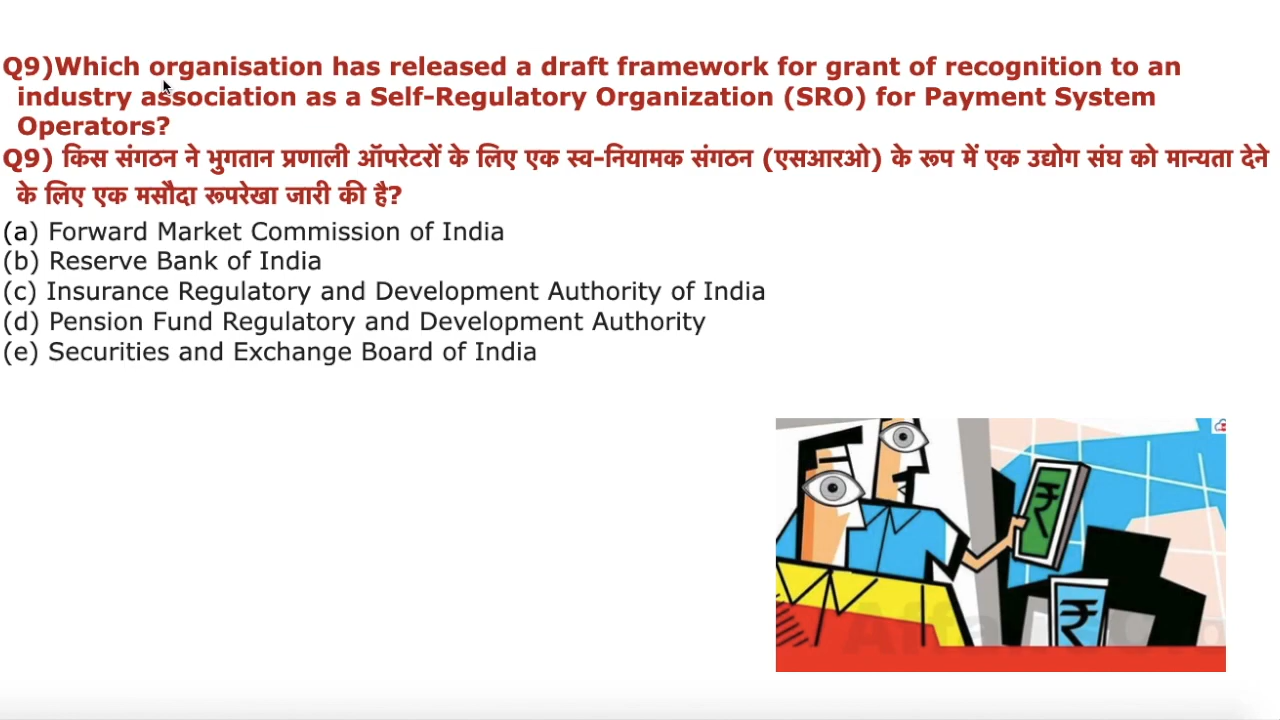 Q9)Which organisation has released a draft framework for grant of recognition to an
industry association as a Self-Regulatory Organization (SRO) for Payment System
Operators?
Q9) किस संगठन ने भुगतान प्रणाली ऑपरेटरों के लिए एक स्व-नियामक संगठन (एसआरओ) के रूप में एक उद्योग संघ को मान्यता देने
के लिए एक मसौदा रूपरेखा जारी की है?
(a) Forward Market Commission of India
(b) Reserve Bank of India
(c) Insurance Regulatory and Development Authority of India
(d) Pension Fund Regulatory and Development Authority
(e) Securities and Exchange Board of India
₹
₹